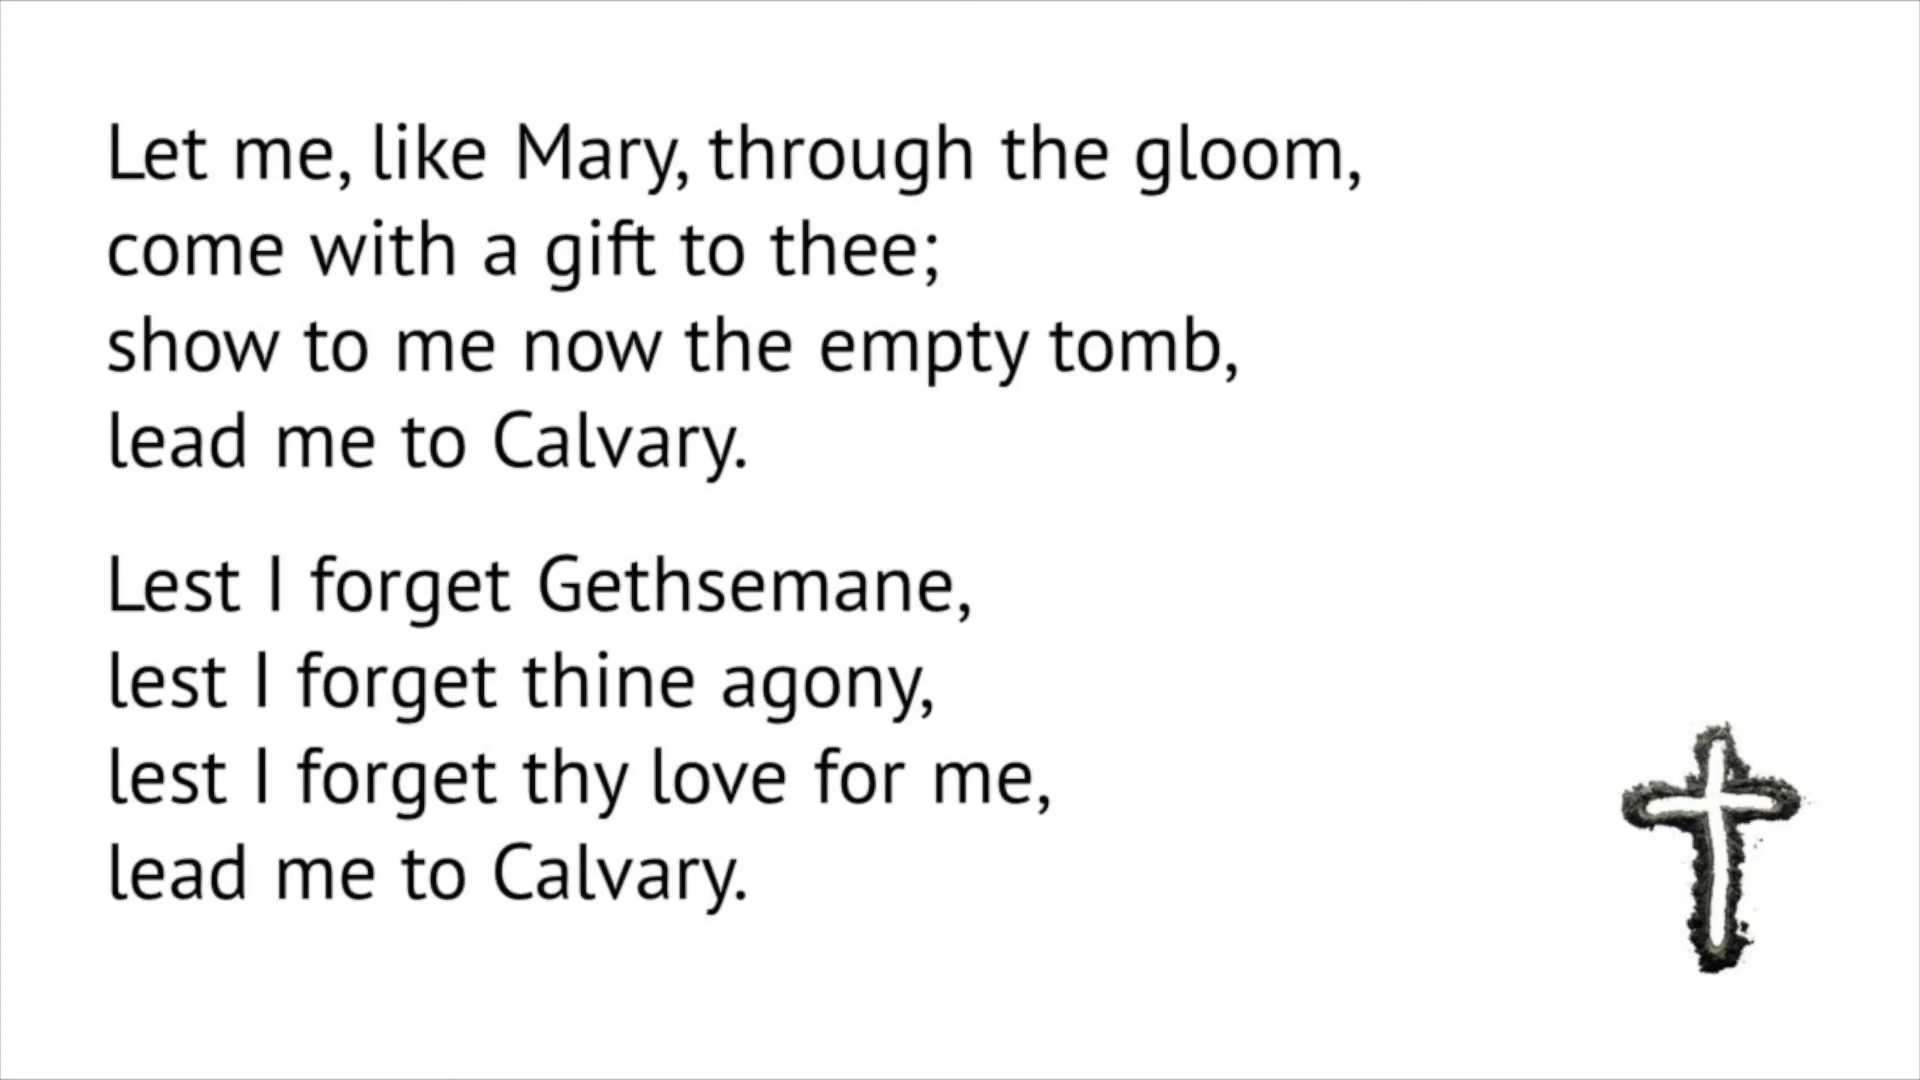 Let me, like Mary, through the gloom,
come with a gift to thee;
show to me now the empty tomb,
lead me to Calvary.
Lest I forget Gethsemane,
lest I forget thine agony,
lest I forget thy love for me,
lead me to Calvary.